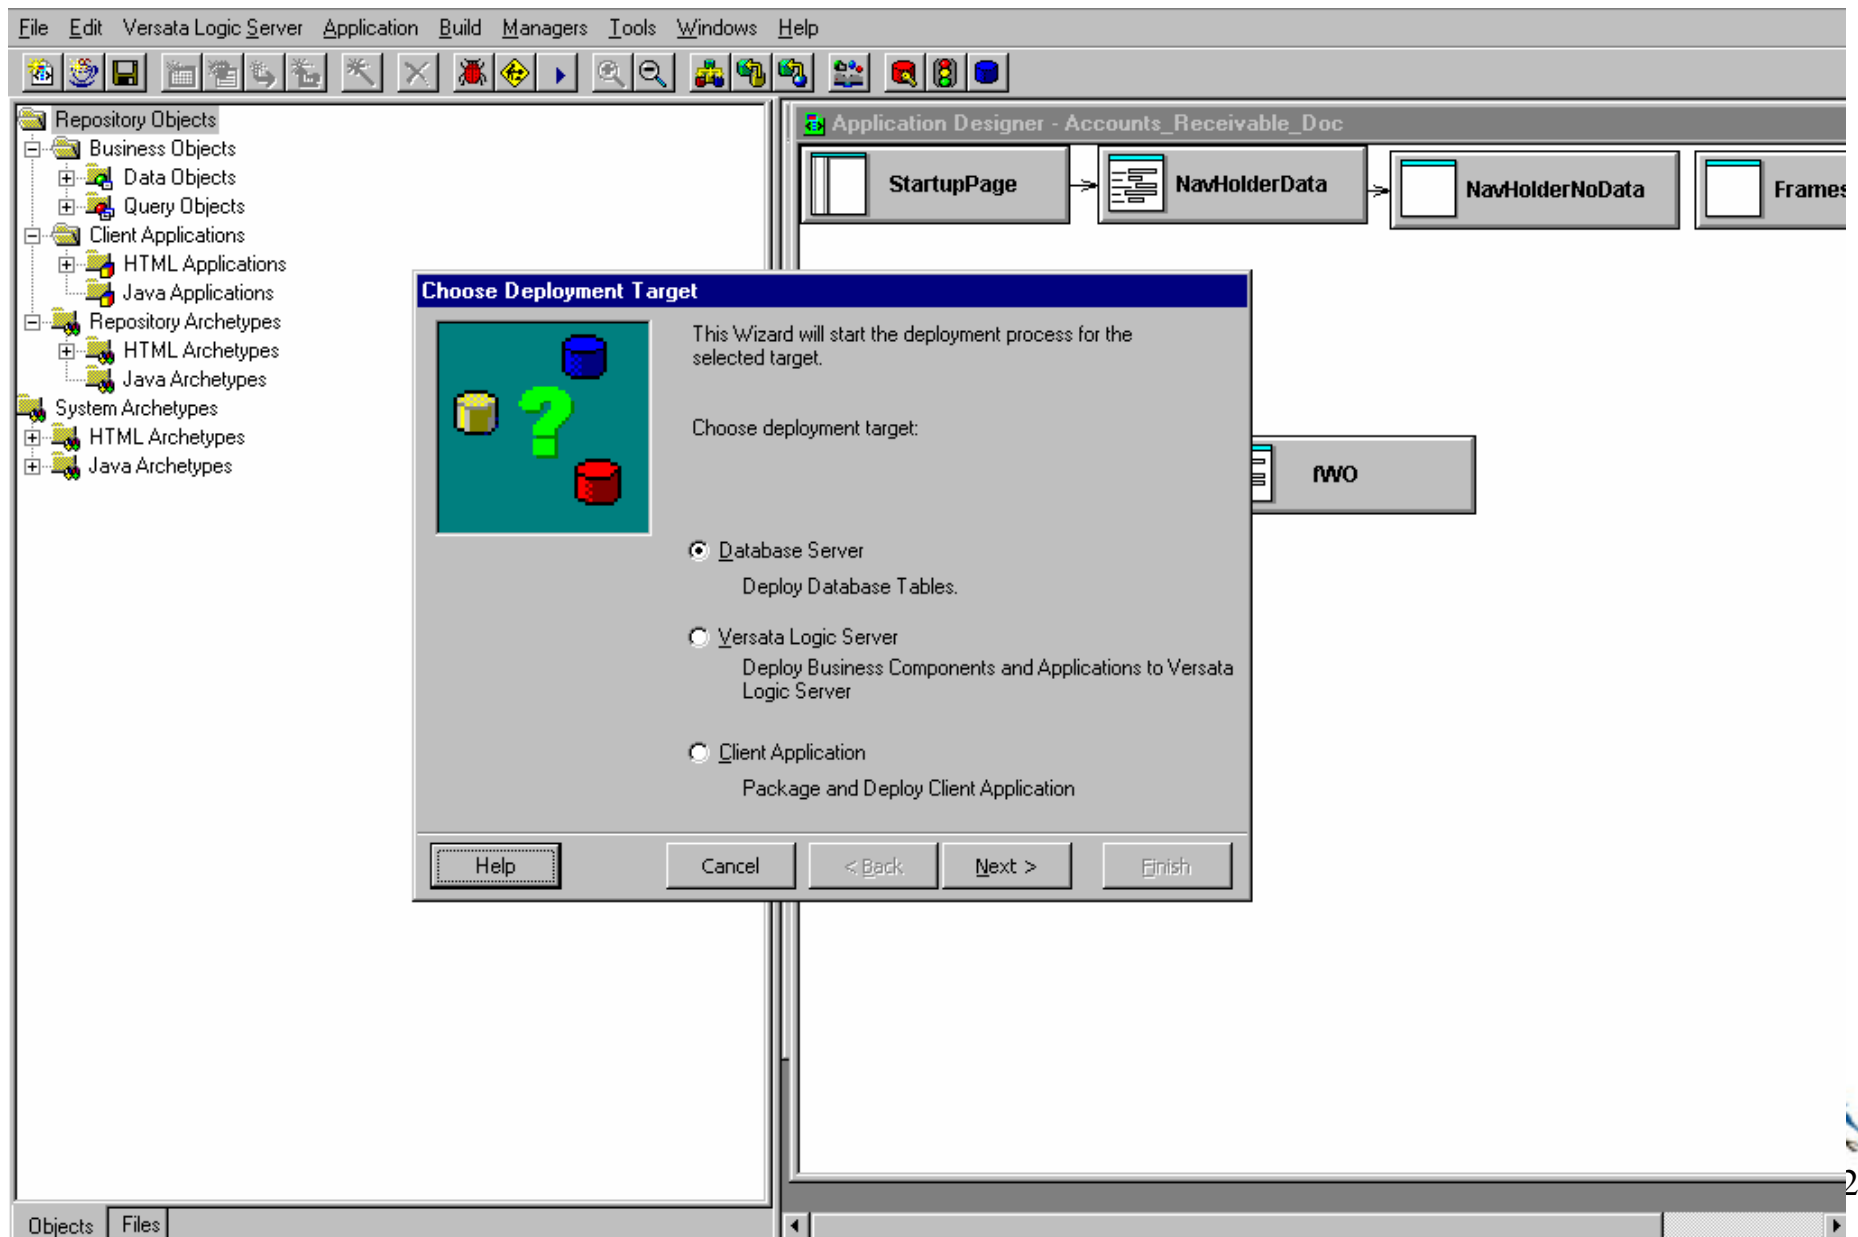 File Edit Versata Logic Server Application Build Managers Tools Windows Help
Repository Objects
Business Objects
Data Objects
Query Objects
Client Applications
HTML Applications
Java Applications
Repository Archetypes
HTML Archetypes
Java Archetypes
System Archetypes
HTML Archetypes
Java Archetypes
Objects Files
Application Designer - Accounts_Receivable_Doc
StartupPage NavHolderData NavHolderNoData Frames
fWO
Choose Deployment Target
This Wizard will start the deployment process for the
selected target.
Choose deployment target:
Database Server
Deploy Database Tables.
Versata Logic Server
Deploy Business Components and Applications to Versata
Logic Server
Client Application
Package and Deploy Client Application
Help Cancel < Back Next > Finish
2